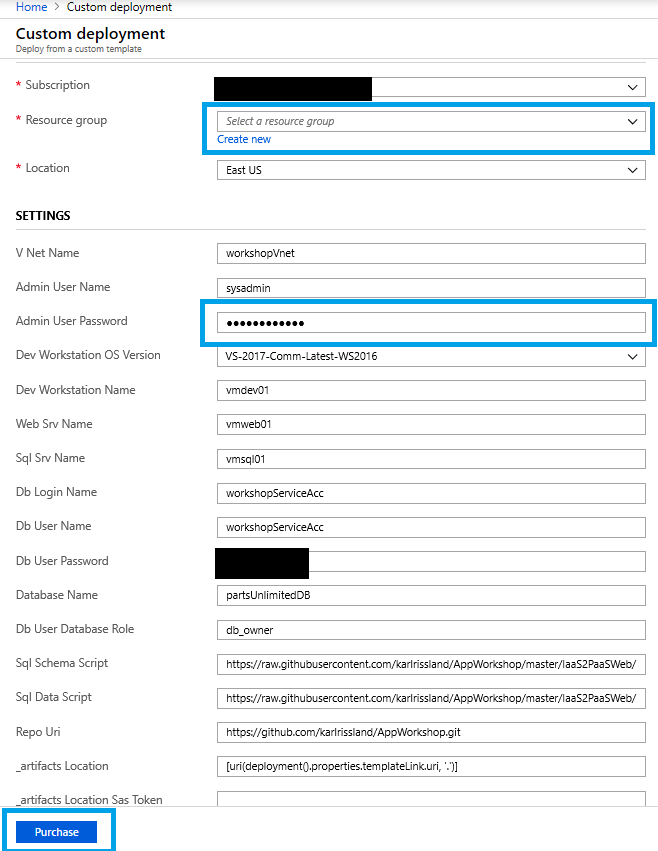 Home > Custom deployment
Custom deployment
Deploy from a custom template
* Subscription
* Resource group
Select a resource group
Create new
* Location
East US
SETTINGS
V Net Name
workshopVnet
Admin User Name
sysadmin
Admin User Password
●●●●●●●●●●●●
Dev Workstation OS Version
VS-2017-Comm-Latest-WS2016
Dev Workstation Name
vmdev01
Web Srv Name
vmweb01
Sql Srv Name
vmsql01
Db Login Name
workshopServiceAcc
Db User Name
workshopServiceAcc
Db User Password
Database Name
partsUnlimitedDB
Db User Database Role
db_owner
Sql Schema Script
https://raw.githubusercontent.com/karlrissland/AppWorkshop/master/IaaS2PaaSWeb/
Sql Data Script
https://raw.githubusercontent.com/karlrissland/AppWorkshop/master/IaaS2PaaSWeb/
Repo Uri
https://github.com/karlrissland/AppWorkshop.git
_artifacts Location
[uri(deployment().properties.templateLink.uri, '.')]
_artifacts Location Sas Token
Purchase